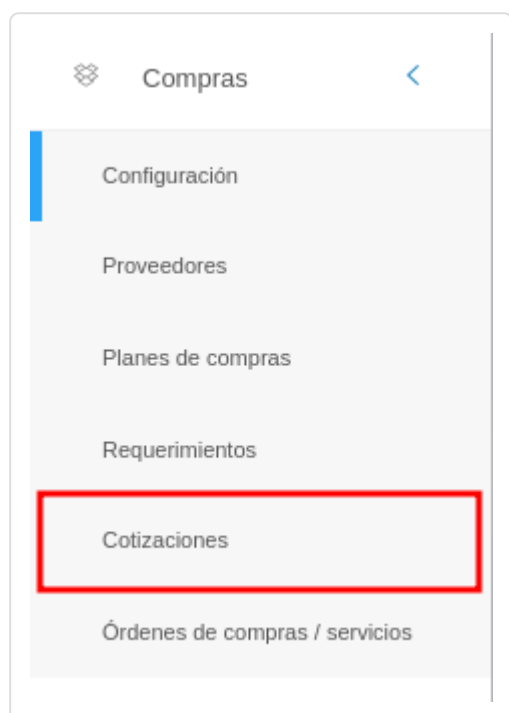 Compras
Configuración
Proveedores
Planes de compras
Requerimientos
Cotizaciones
Órdenes de compras / servicios